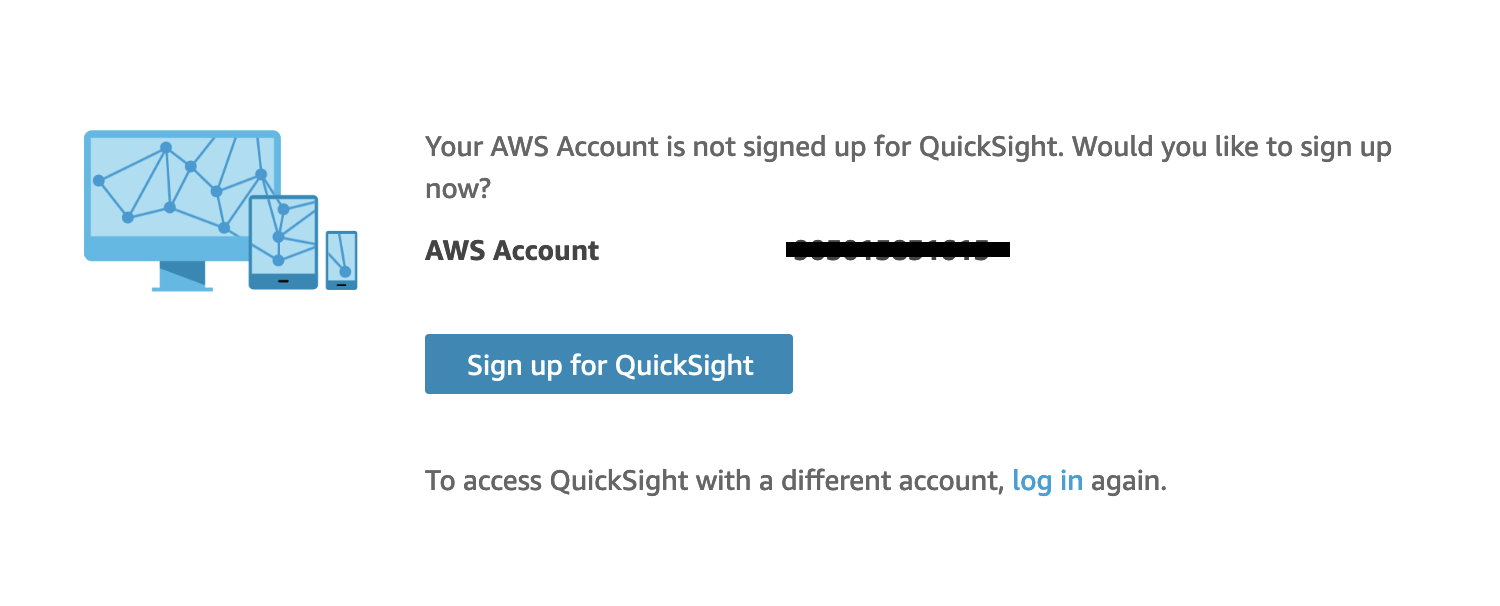 Your AWS Account is not signed up for QuickSight. Would you like to sign up
now?
AWS Account
Sign up for QuickSight
To access QuickSight with a different account, log in again.